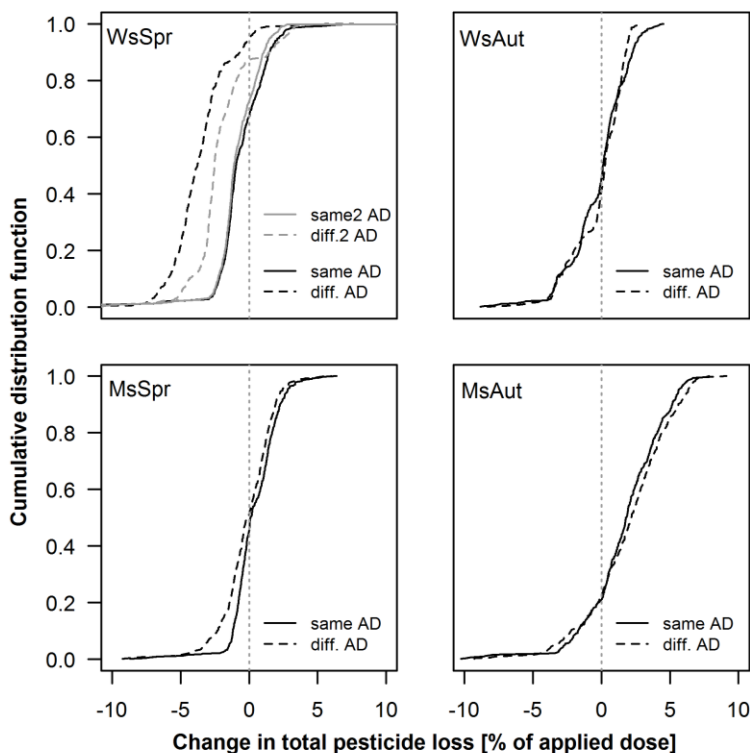 Cumulative distribution function
WsSpr
1.0
0.8
0.6
0.4
0.2
0.0
same2 AD
diff.2 AD
same AD
diff. AD
WsAut
same AD
diff. AD
MsSpr
1.0
0.8
0.6
0.4
0.2
0.0
same AD
diff. AD
-10 -5 0 5 10
MsAut
same AD
diff. AD
-10 -5 0 5 10
Change in total pesticide loss [% of applied dose]